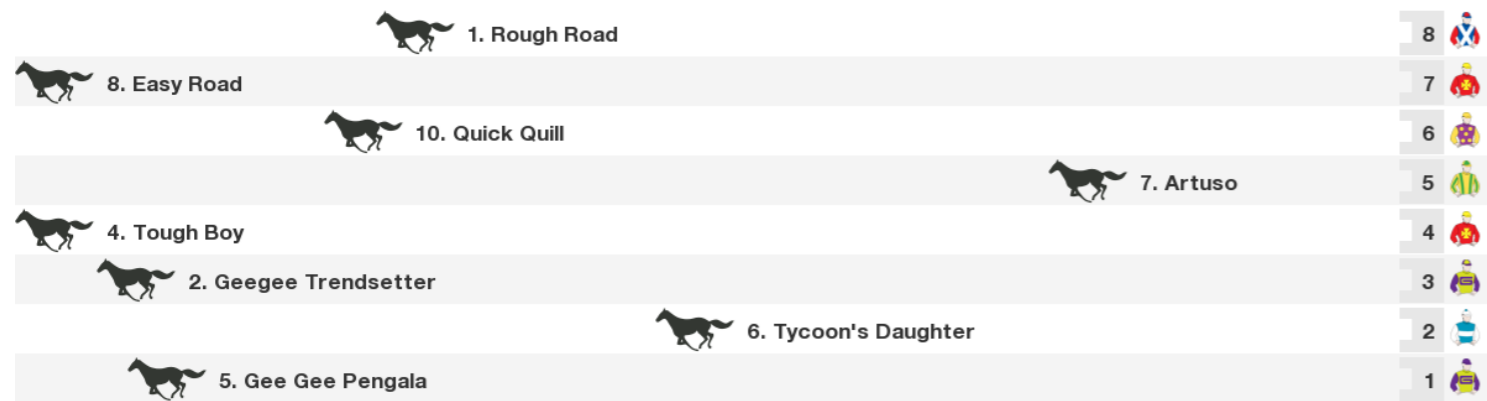 1. Rough Road 8
8. Easy Road 7
10. Quick Quill 6
7. Artuso 5
4. Tough Boy 4
2. Geegee Trendsetter 3
6. Tycoon's Daughter 2
5. Gee Gee Pengala 1